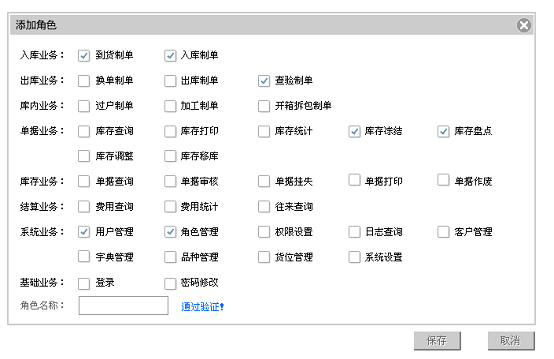 添加角色
入库业务： 到货制单 入库制单
出库业务： 换单制单 出库制单 查验制单
库内业务： 过户制单 加工制单 开箱拆包制单
单据业务： 库存查询 库存打印 库存统计 库存冻结 库存盘点
库存调整 库存移库
库存业务： 单据查询 单据审核 单据挂失 单据打印 单据作废
结算业务： 费用查询 费用统计 往来查询
系统业务： 用户管理 角色管理 权限设置 日志查询 客户管理
字典管理 品种管理 货位管理 系统设置
基础业务： 登录 密码修改
角色名称： 通过验证!
保存 取消